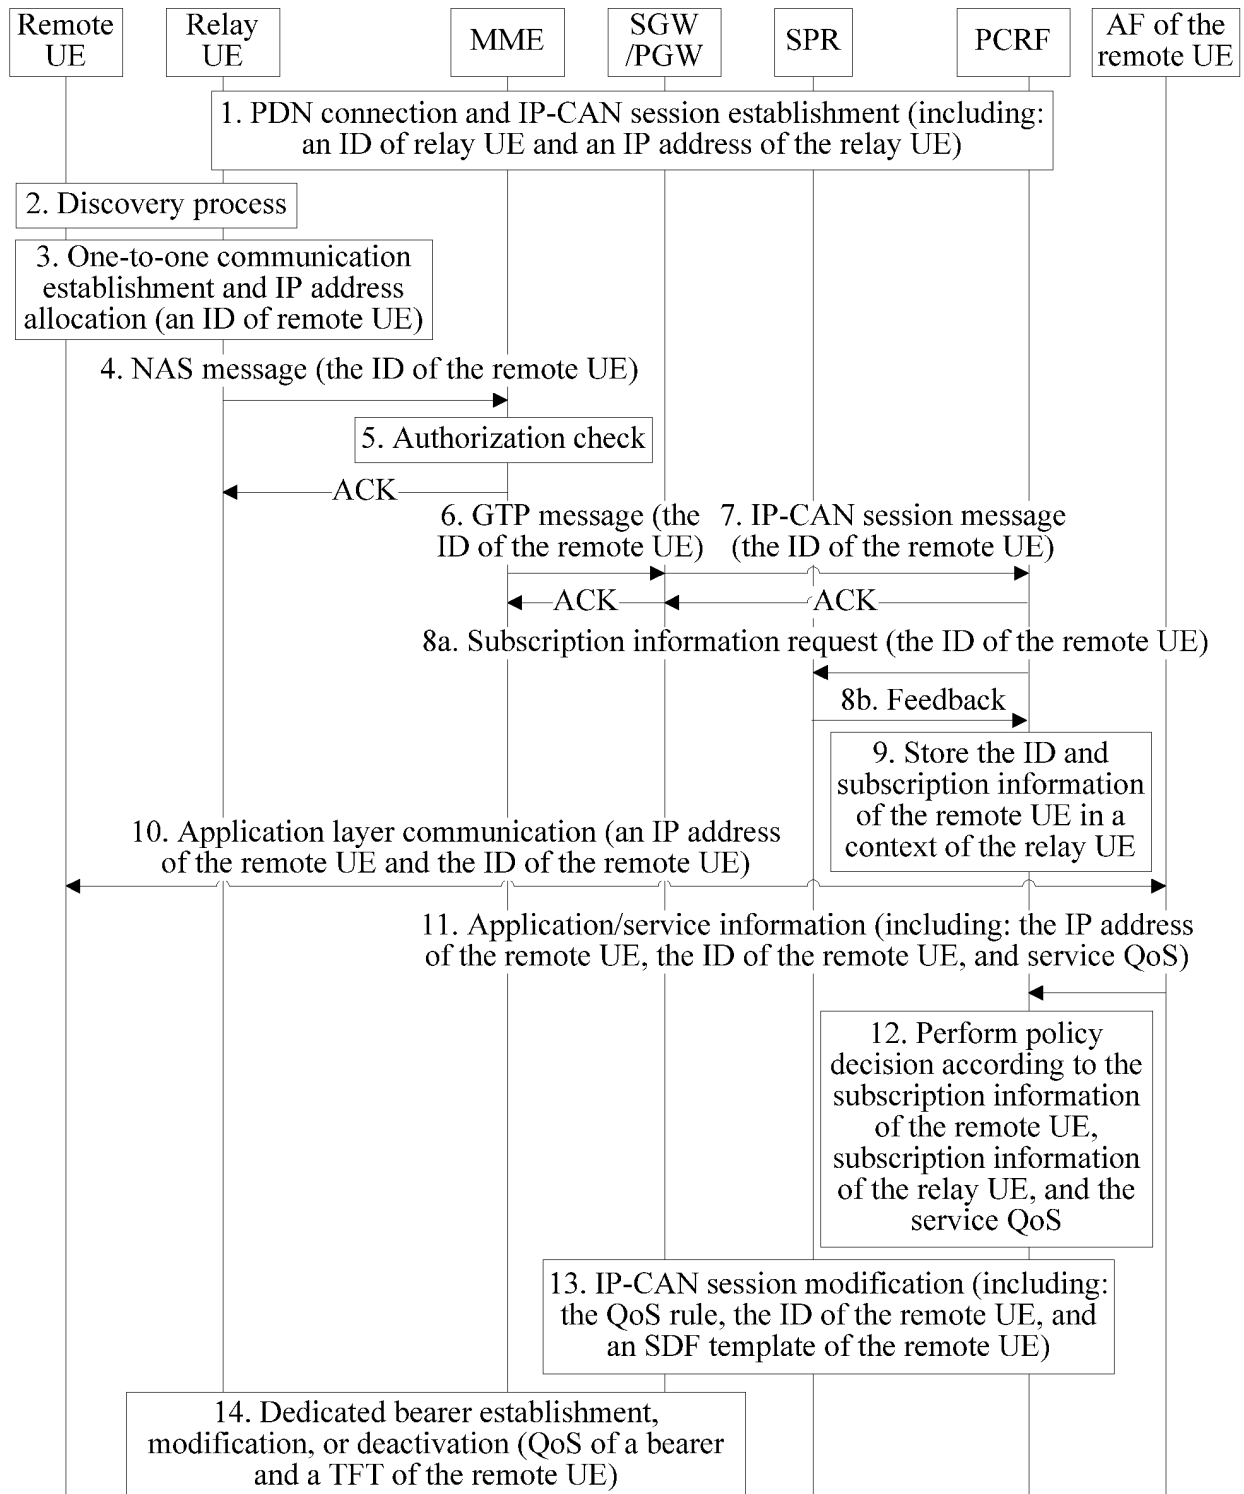 Remote
UE
Relay
UE
MME
SGW
/PGW
SPR
PCRF
AF of the
remote UE
1. PDN connection and IP-CAN session establishment (including:
an ID of relay UE and an IP address of the relay UE)
2. Discovery process
3. One-to-one communication
establishment and IP address
allocation (an ID of remote UE)
4. NAS message (the ID of the remote UE)
5. Authorization check
ACK
6. GTP message (the
ID of the remote UE)
7. IP-CAN session message
(the ID of the remote UE)
ACK
ACK
8a. Subscription information request (the ID of the remote UE)
8b. Feedback
9. Store the ID and
subscription information
of the remote UE in a
context of the relay UE
10. Application layer communication (an IP address
of the remote UE and the ID of the remote UE)
11. Application/service information (including: the IP address
of the remote UE, the ID of the remote UE, and service QoS)
12. Perform policy
decision according to the
subscription information
of the remote UE,
subscription information
of the relay UE, and the
service QoS
13. IP-CAN session modification (including:
the QoS rule, the ID of the remote UE, and
an SDF template of the remote UE)
14. Dedicated bearer establishment,
modification, or deactivation (QoS of a bearer
and a TFT of the remote UE)